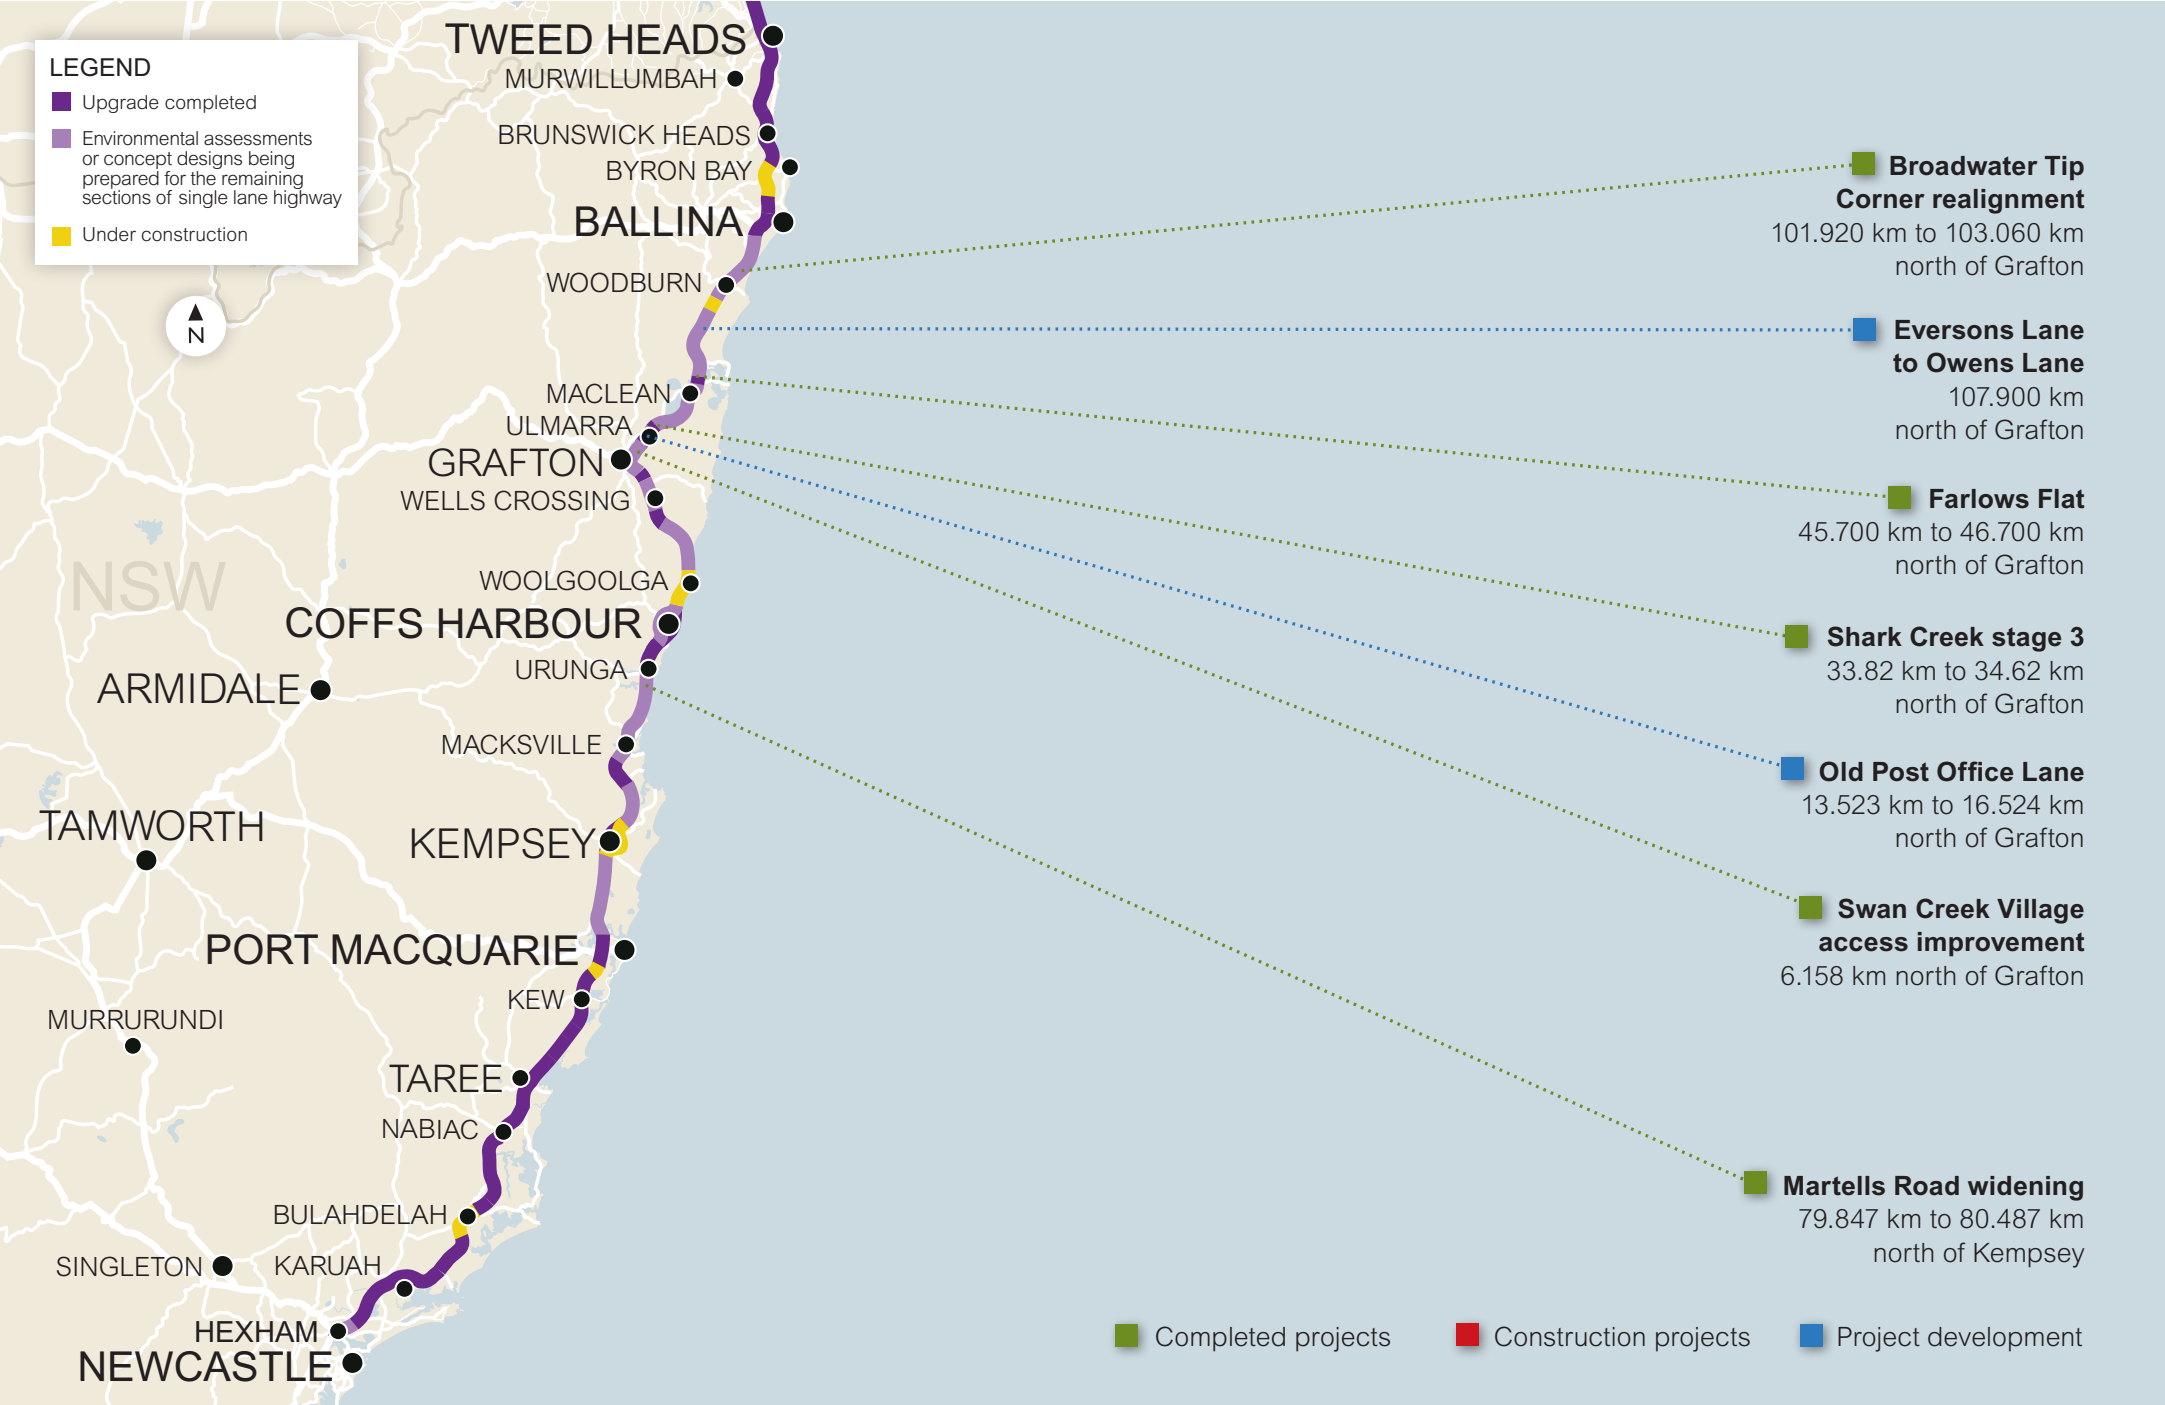 LEGEND
Upgrade completed
Environmental assessments
or concept designs being
prepared for the remaining
sections of single lane highway
Under construction
N
TWEED HEADS
MURWILLUMBAH
BRUNSWICK HEADS
BYRON BAY
BALLINA
WOODBURN
MACLEAN
ULMARRA
GRAFTON
WELLS CROSSING
NSW
WOOLGOOLGA
COFFS HARBOUR
URUNGA
ARMIDALE
MACKSVILLE
TAMWORTH
KEMPSEY
PORT MACQUARIE
KEW
MURRURUNDI
TAREE
NABIAC
BULAHDELAH
SINGLETON
KARUAH
HEXHAM
NEWCASTLE
Broadwater Tip
Corner realignment
101.920 km to 103.060 km
north of Grafton
Eversons Lane
to Owens Lane
107.900 km
north of Grafton
Farlows Flat
45.700 km to 46.700 km
north of Grafton
Shark Creek stage 3
33.82 km to 34.62 km
north of Grafton
Old Post Office Lane
13.523 km to 16.524 km
north of Grafton
Swan Creek Village
access improvement
6.158 km north of Grafton
Martells Road widening
79.847 km to 80.487 km
north of Kempsey
Completed projects
Construction projects
Project development